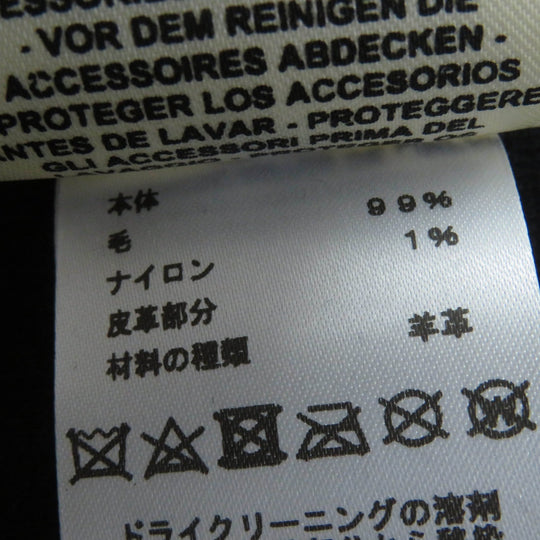 - VOR DEM REINIGEN DIE
ACCESSOIRES ABDECKEN -
PROTEGER LOS ACCESORIOS
ANTES DE LAVAR - PROTEGGERE
GLI ACCESSORI PRIMA DEL
本体 99%
毛 1%
ナイロン
皮革部分 羊革
材料の種類
ドライクリーニングの溶剤